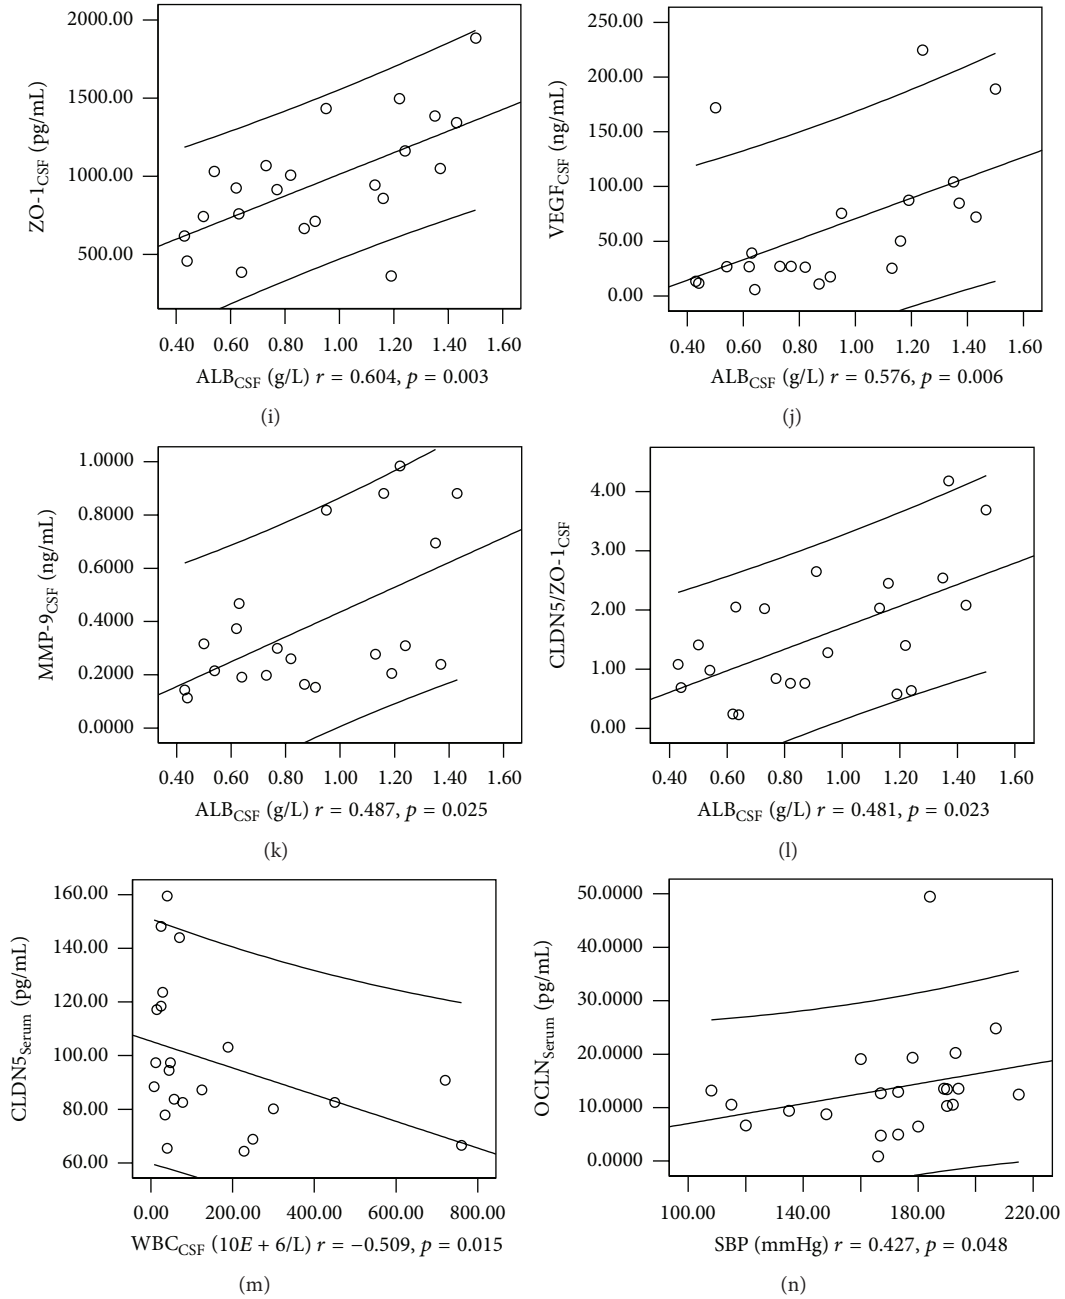 2000.00
1500.00
1000.00
500.00
ZO-1CSF (pg/mL)
0.40 0.60 0.80 1.00 1.20 1.40 1.60
ALBCSF (g/L) r = 0.604, p = 0.003
(i)
250.00
200.00
150.00
100.00
50.00
0.00
VEGFCSF (ng/mL)
0.40 0.60 0.80 1.00 1.20 1.40 1.60
ALBCSF (g/L) r = 0.576, p = 0.006
(j)
1.0000
0.8000
0.6000
0.4000
0.2000
0.0000
MMP-9CSF (ng/mL)
0.40 0.60 0.80 1.00 1.20 1.40 1.60
ALBCSF (g/L) r = 0.487, p = 0.025
(k)
4.00
3.00
2.00
1.00
0.00
CLDN5/ZO-1CSF
0.40 0.60 0.80 1.00 1.20 1.40 1.60
ALBCSF (g/L) r = 0.481, p = 0.023
(l)
160.00
140.00
120.00
100.00
80.00
60.00
CLDN5Serum (pg/mL)
0.00 200.00 400.00 600.00 800.00
WBCCSF (10E + 6/L) r = −0.509, p = 0.015
(m)
50.0000
40.0000
30.0000
20.0000
10.0000
0.0000
OCLNSerum (pg/mL)
100.00 140.00 180.00 220.00
SBP (mmHg) r = 0.427, p = 0.048
(n)